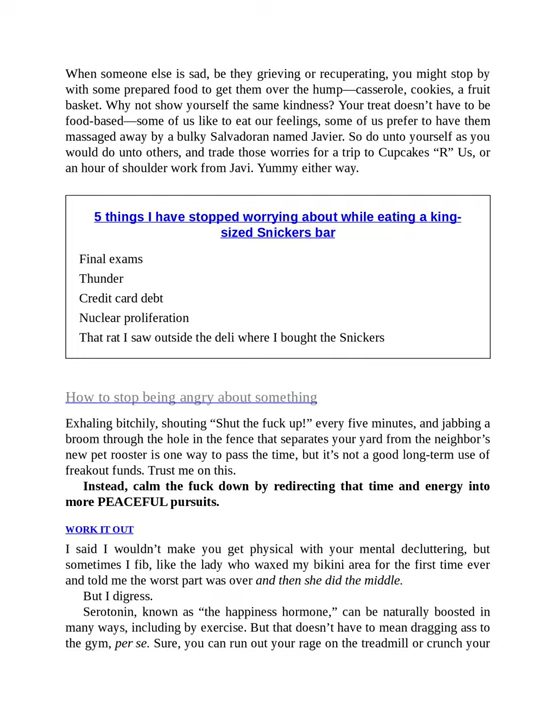 When someone else is sad, be they grieving or recuperating, you might stop by
with some prepared food to get them over the hump—casserole, cookies, a fruit
basket. Why not show yourself the same kindness? Your treat doesn’t have to be
food-based—some of us like to eat our feelings, some of us prefer to have them
massaged away by a bulky Salvadoran named Javier. So do unto yourself as you
would do unto others, and trade those worries for a trip to Cupcakes “R” Us, or
an hour of shoulder work from Javi. Yummy either way.
5 things I have stopped worrying about while eating a king-
sized Snickers bar
Final exams
Thunder
Credit card debt
Nuclear proliferation
That rat I saw outside the deli where I bought the Snickers
How to stop being angry about something
Exhaling bitchily, shouting “Shut the fuck up!” every five minutes, and jabbing a
broom through the hole in the fence that separates your yard from the neighbor’s
new pet rooster is one way to pass the time, but it’s not a good long-term use of
freakout funds. Trust me on this.
Instead, calm the fuck down by redirecting that time and energy into
more PEACEFUL pursuits.
WORK IT OUT
I said I wouldn’t make you get physical with your mental decluttering, but
sometimes I fib, like the lady who waxed my bikini area for the first time ever
and told me the worst part was over and then she did the middle.
But I digress.
Serotonin, known as “the happiness hormone,” can be naturally boosted in
many ways, including by exercise. But that doesn’t have to mean dragging ass to
the gym, per se. Sure, you can run out your rage on the treadmill or crunch your